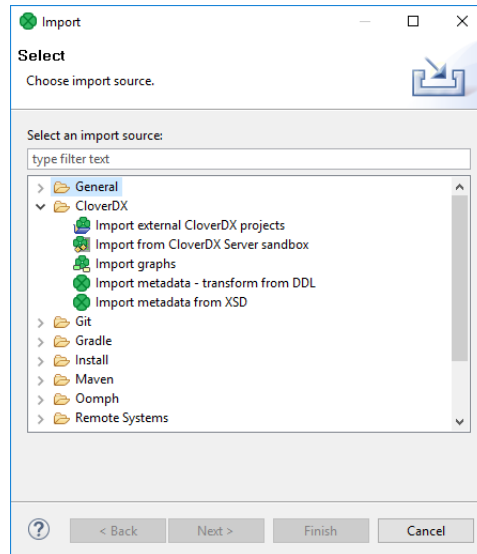 Import
Select
Choose import source.
Select an import source:
type filter text
General
CloverDX
Import external CloverDX projects
Import from CloverDX Server sandbox
Import graphs
Import metadata - transform from DDL
Import metadata from XSD
Git
Gradle
Install
Maven
Oomph
Remote Systems
? < Back Next > Finish Cancel